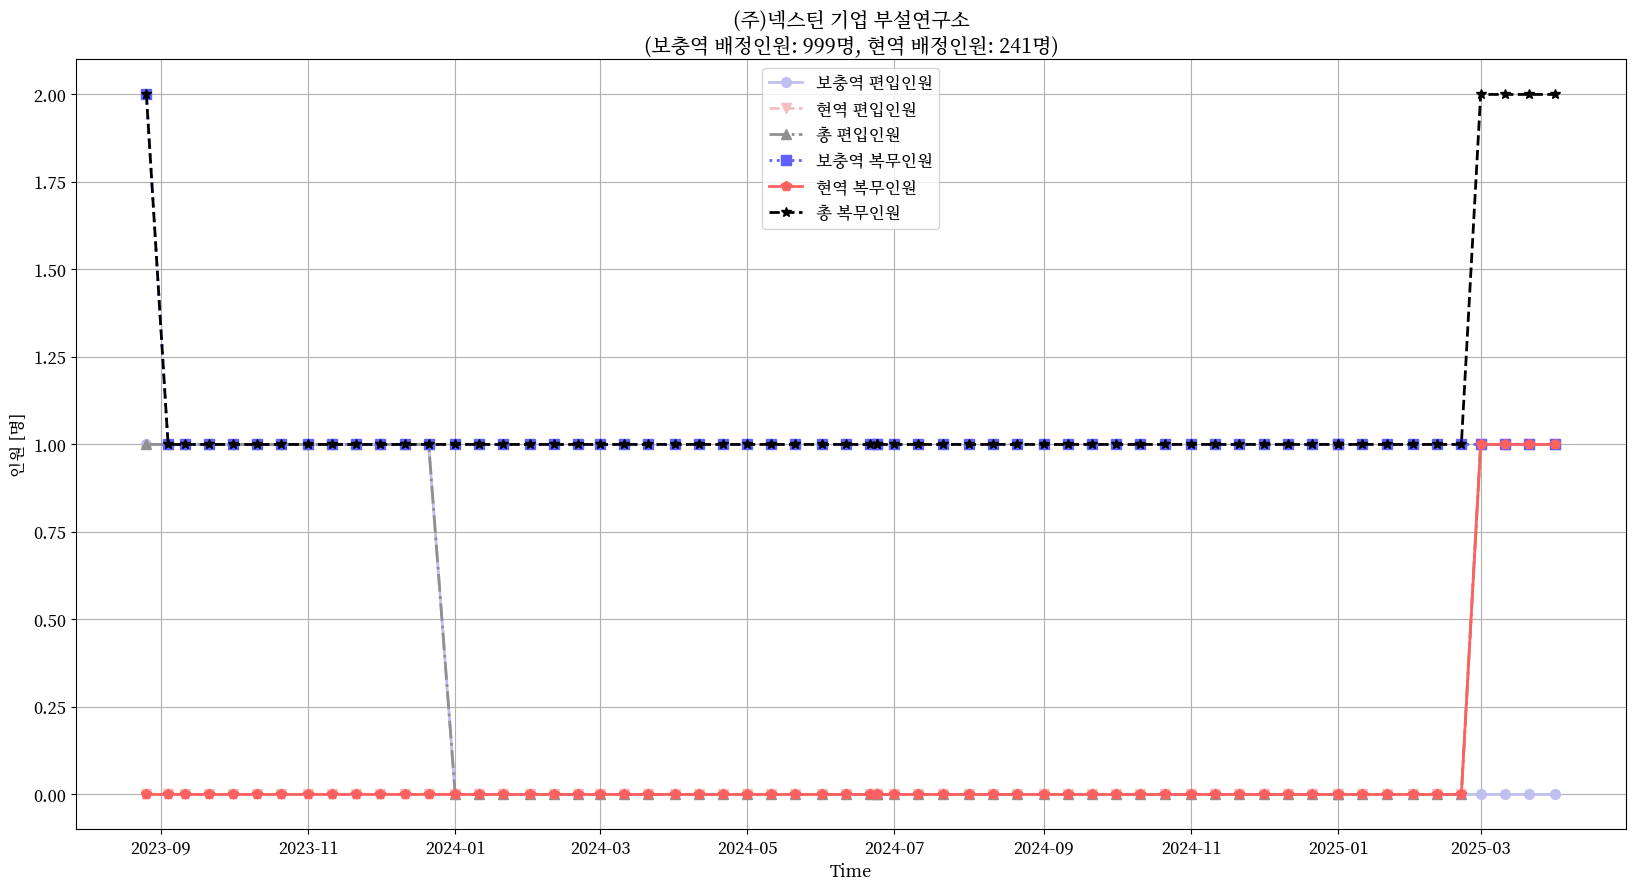 (주)넥스틴 기업 부설연구소
(보충역 배정인원: 999명, 현역 배정인원: 241명)
보충역 편입인원
현역 편입인원
총 편입인원
보충역 복무인원
현역 복무인원
총 복무인원
인원 [명]
2.00
1.75
1.50
1.25
1.00
0.75
0.50
0.25
0.00
2023-09 2023-11 2024-01 2024-03 2024-05 2024-07 2024-09 2024-11 2025-01 2025-03
Time